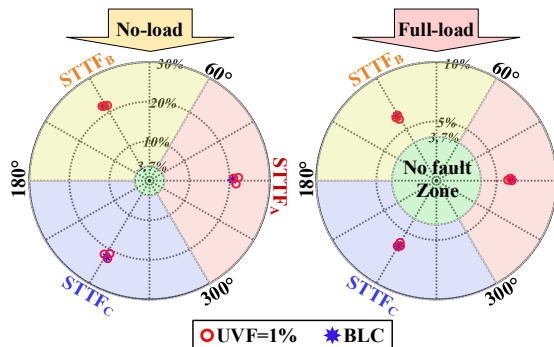 No-load
Full-load
STTFB
30%
60°
20%
10%
3.7%
180°
STTFA
STTFC
300°
STTFB
10%
60°
5%
3.7%
No fault
Zone
180°
STTFC
300°
UVF=1% BLC